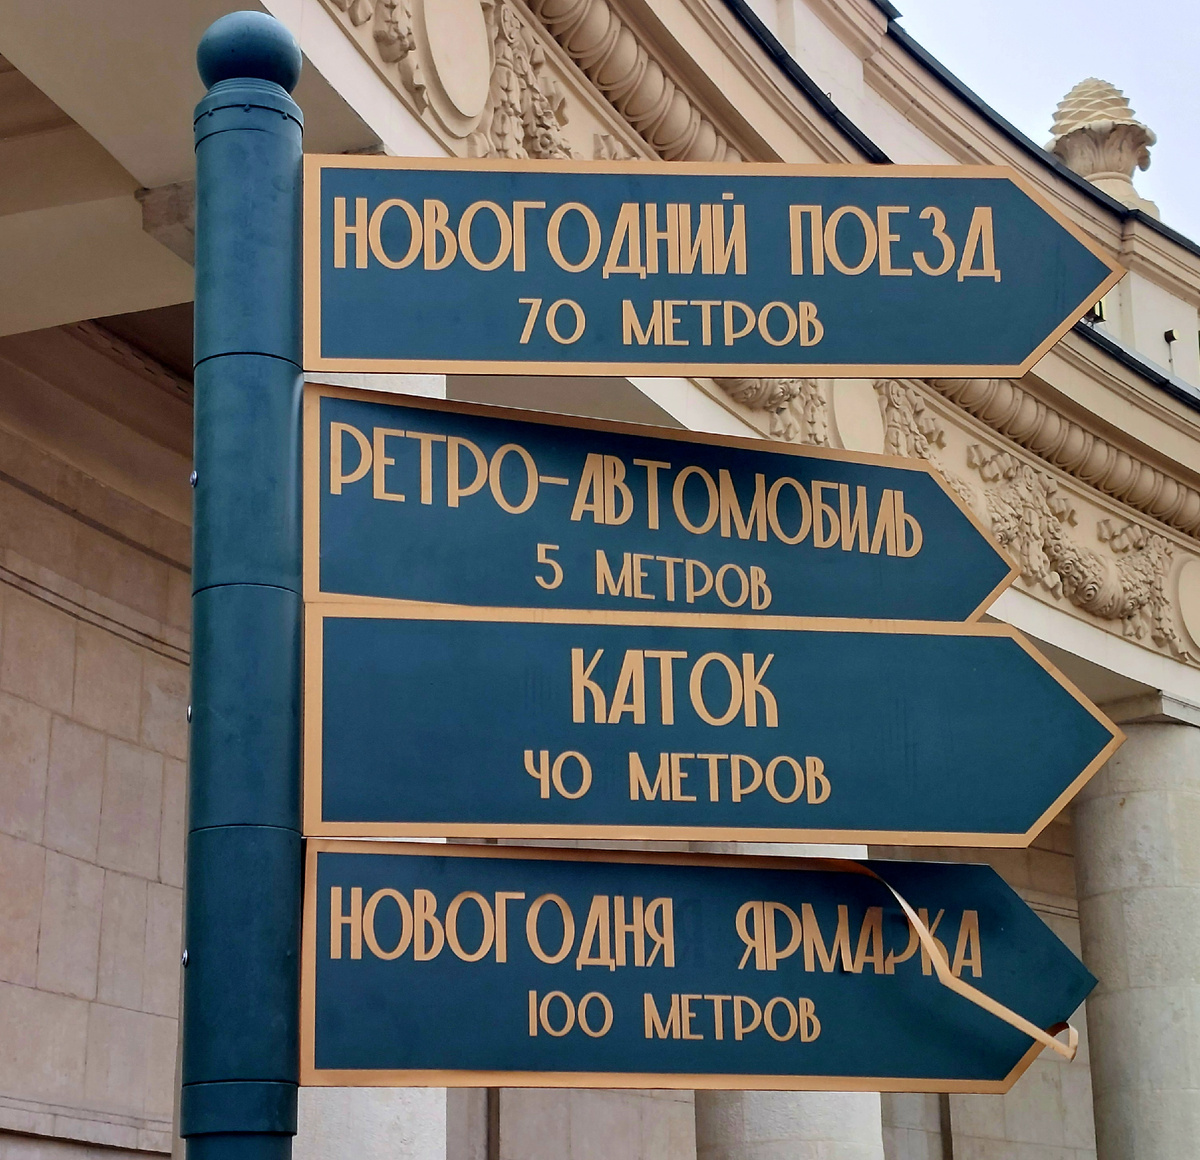 НОВОГОДНИЙ ПОЕЗД
70 МЕТРОВ
РЕТРО-АВТОМОБИЛЬ
5 МЕТРОВ
КАТОК
40 МЕТРОВ
НОВОГОДНЯ ЯРМАРКА
100 МЕТРОВ